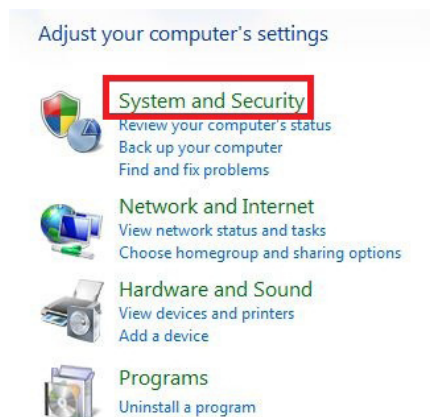 Adjust your computer's settings
System and Security
Review your computer's status
Back up your computer
Find and fix problems
Network and Internet
View network status and tasks
Choose homegroup and sharing options
Hardware and Sound
View devices and printers
Add a device
Programs
Uninstall a program